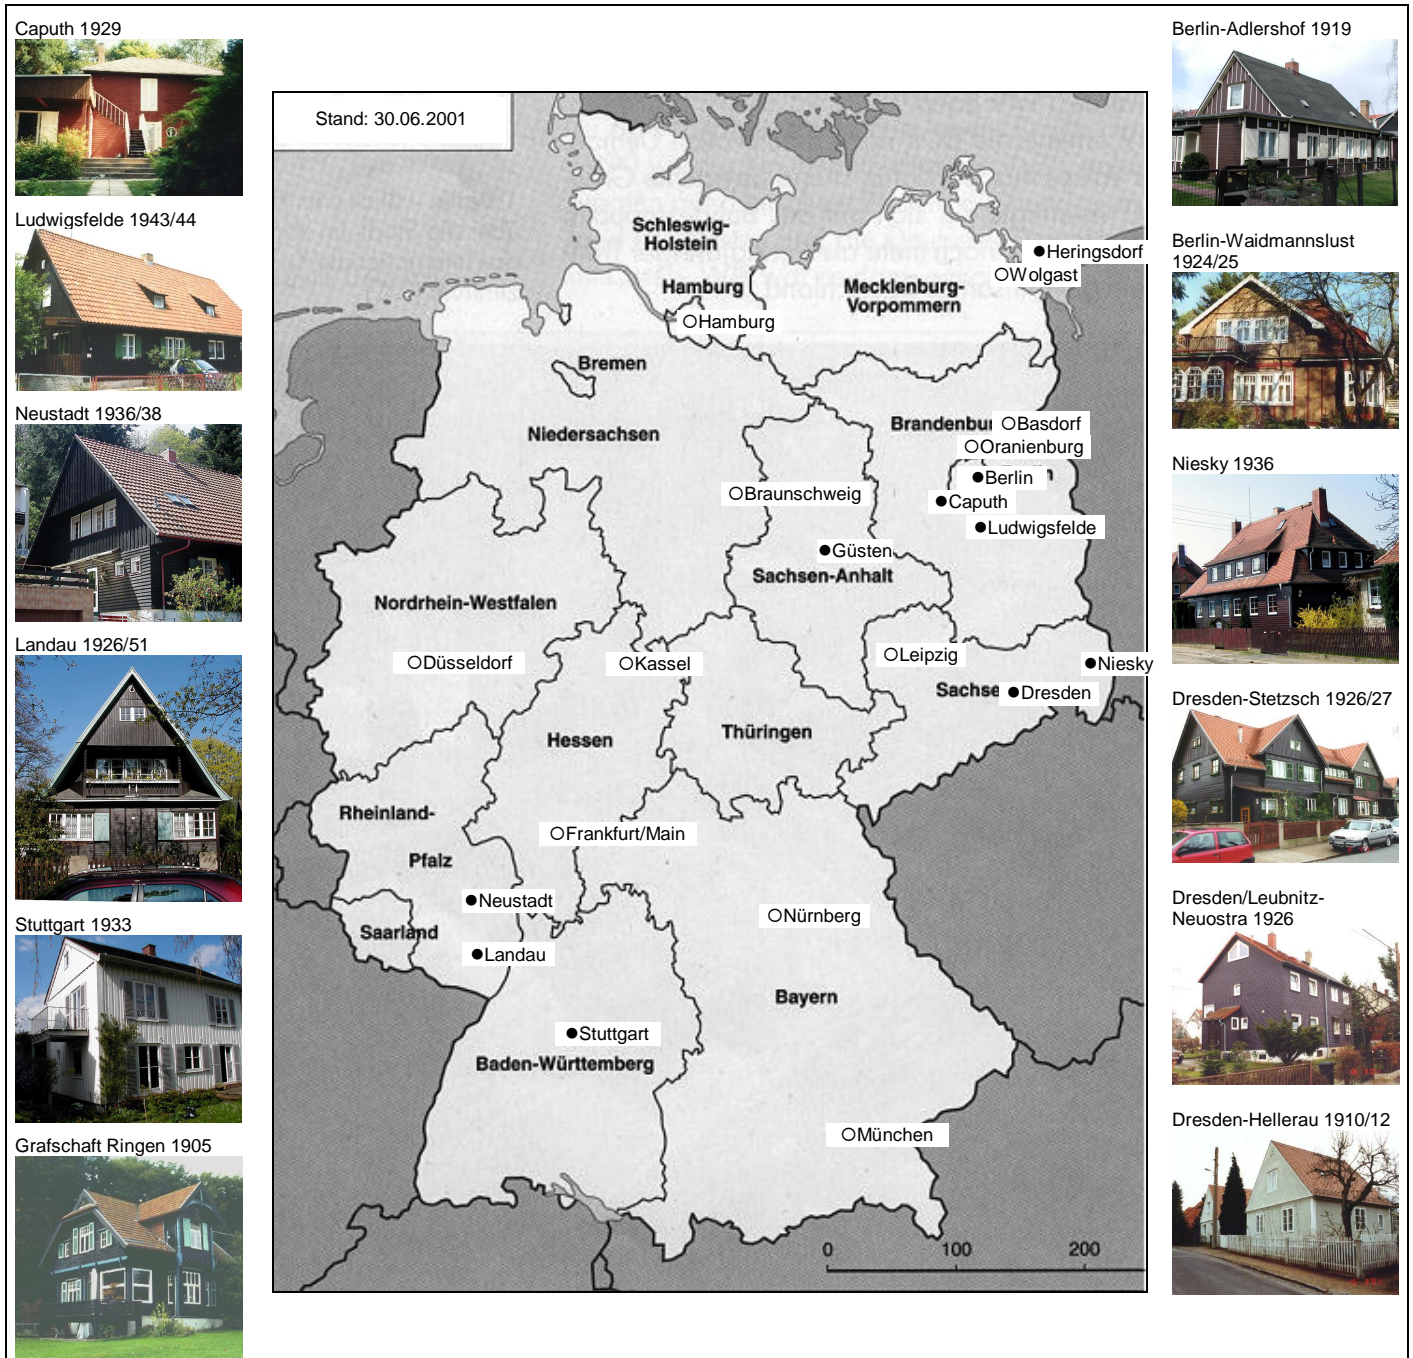 Caputh 1929
Ludwigsfelde 1943/44
Neustadt 1936/38
Landau 1926/51
Stuttgart 1933
Grafschaft Ringen 1905
Stand: 30.06.2001
Schleswig-
Holstein
Heringsdorf
Wolgast
Hamburg
Mecklenburg-
Vorpommern
Hamburg
Bremen
Niedersachsen
Brandenbur
Basdorf
Oranienburg
Berlin
n
Braunschweig
Caputh
Ludwigsfelde
Güsten
Sachsen-Anhalt
Nordrhein-Westfalen
Düsseldorf
Kassel
Leipzig
Niesky
Sachse
Dresden
Hessen
Thüringen
Rheinland-
Pfalz
Frankfurt/Main
Neustadt
Nürnberg
Saarland
Landau
Bayern
Stuttgart
Baden-Württemberg
München
0 100 200
Berlin-Adlershof 1919
Berlin-Waidmannslust
1924/25
Niesky 1936
Dresden-Stetzsch 1926/27
Dresden/Leubnitz-
Neuostra 1926
Dresden-Hellerau 1910/12